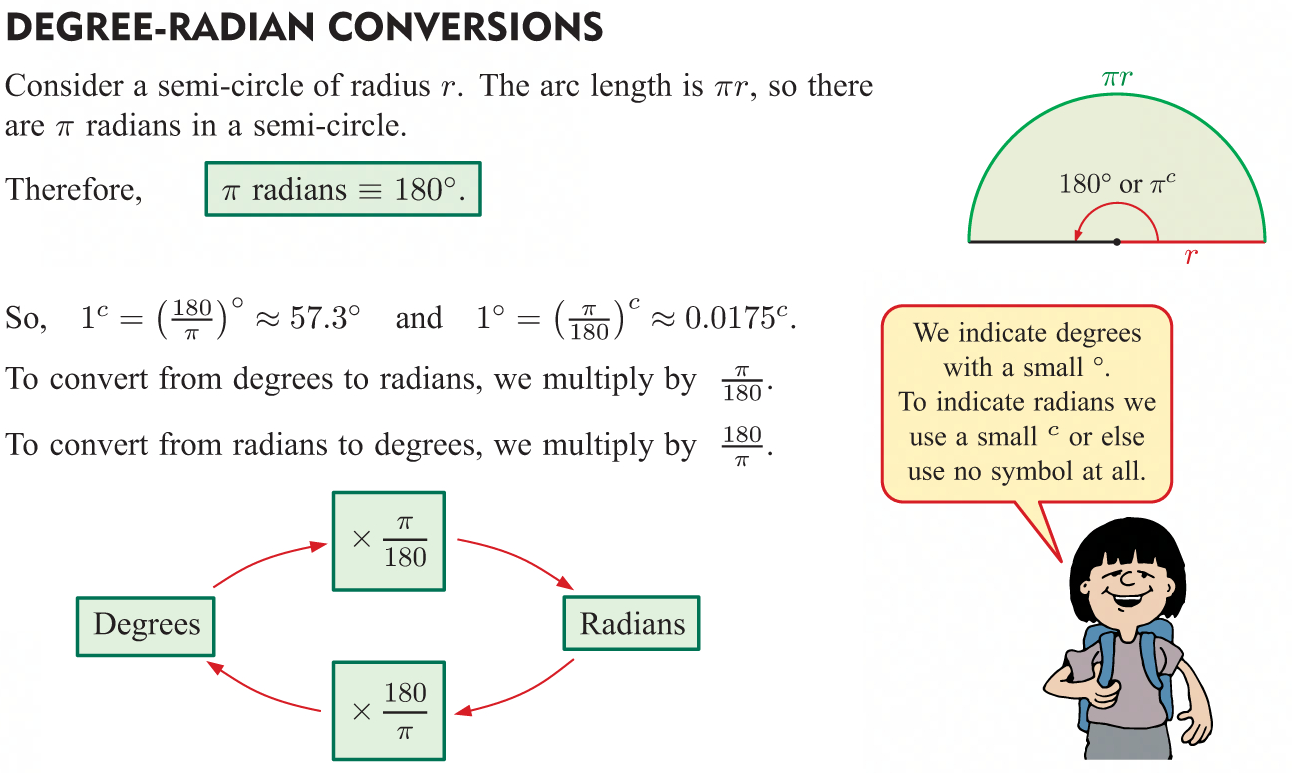 DEGREE-RADIAN CONVERSIONS
Consider a semi-circle of radius r. The arc length is πr, so there
are π radians in a semi-circle.
Therefore, π radians ≡ 180°.
πr
180° or π^c
r
So, 1^c = (180/π)° ≈ 57.3° and 1° = (π/180)^c ≈ 0.0175^c.
To convert from degrees to radians, we multiply by π/180.
To convert from radians to degrees, we multiply by 180/π.
We indicate degrees
with a small °.
To indicate radians we
use a small ^c or else
use no symbol at all.
× π/180
Degrees
Radians
× 180/π